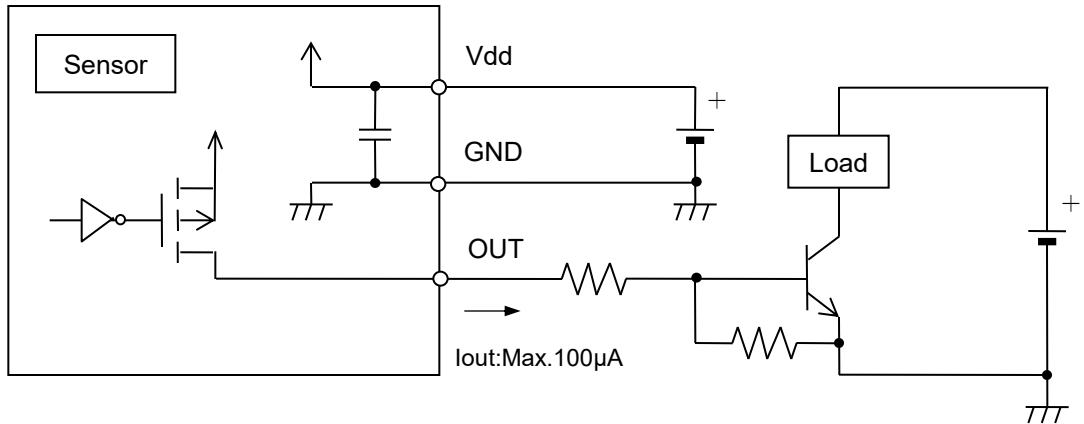 Sensor
Vdd
+
GND
Load
+
OUT
Iout:Max.100µA